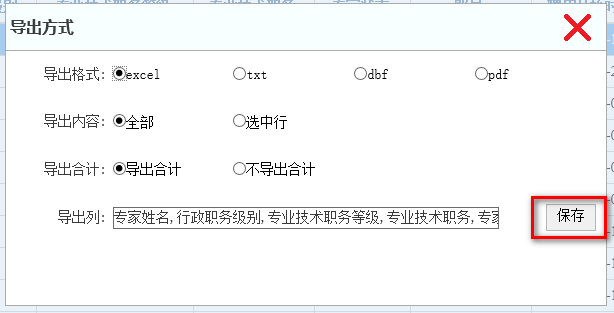 导出方式
导出格式: excel txt dbf pdf
导出内容: 全部 选中行
导出合计: 导出合计 不导出合计
导出列: 专家姓名,行政职务级别,专业技术职务等级,专业技术职务,专家
保存